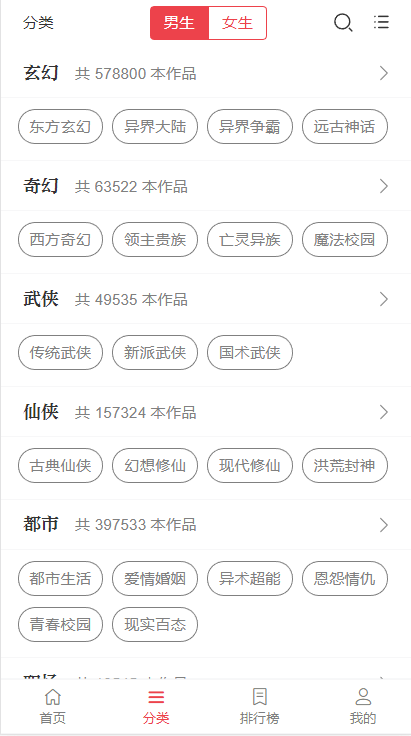 分类 男生 女生
玄幻 共 578800 本作品
东方玄幻 异界大陆 异界争霸 远古神话
奇幻 共 63522 本作品
西方奇幻 领主贵族 亡灵异族 魔法校园
武侠 共 49535 本作品
传统武侠 新派武侠 国术武侠
仙侠 共 157324 本作品
古典仙侠 幻想修仙 现代修仙 洪荒封神
都市 共 397533 本作品
都市生活 爱情婚姻 异术超能 恩怨情仇
青春校园 现实百态
首页 分类 排行榜 我的